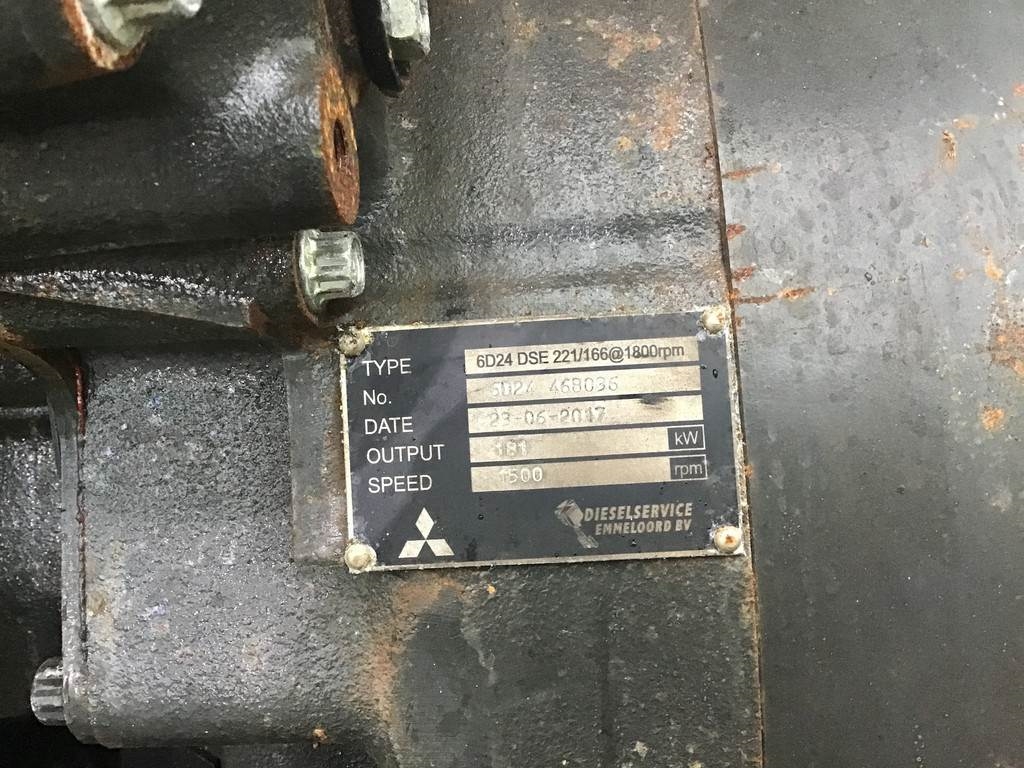 TYPE 6D24 DSE 221/166@1800rpm
No. 6D24 468036
DATE 23-06-2017
OUTPUT 181 kW
SPEED 1500 rpm
DIESELSERVICE
EMMELOORD BV